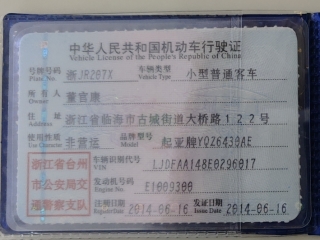 中华人民共和国机动车行驶证
Vehicle License of the People's Republic of China
号牌号码 Plate No. 浙JR267X 车辆类型 Vehicle Type 小型普通客车
所有人 Owner 董官康
住址 Address 浙江省临海市古城街道大桥路122号
使用性质 Use Character 非营运 品牌型号 Model 起亚牌YQZ6430AE
浙江省台州市公安局交通警察支队
车辆识别代号 VIN LJDFAA148E0296017
发动机号码 Engine No. E1009300
注册日期 Register Date 2014-06-16 发证日期 Issue Date 2014-06-16